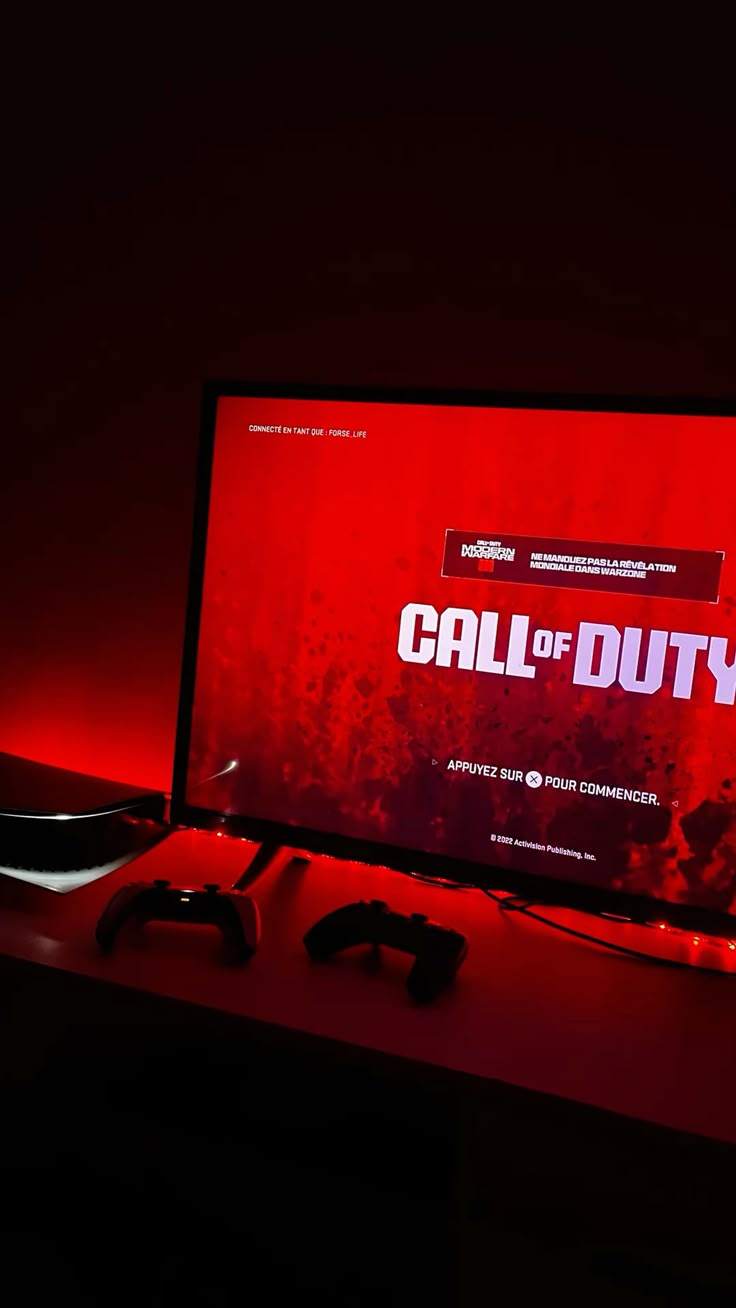 CONNECTÉ EN TANT QUE : FORSE_LIFE
CALL OF DUTY
MODERN
WARFARE
III
NE MANQUEZ PAS LA RÉVÉLATION
MONDIALE DANS WARZONE
CALL OF DUTY
APPUYEZ SUR ⓧ POUR COMMENCER.
© 2022 Activision Publishing, Inc.